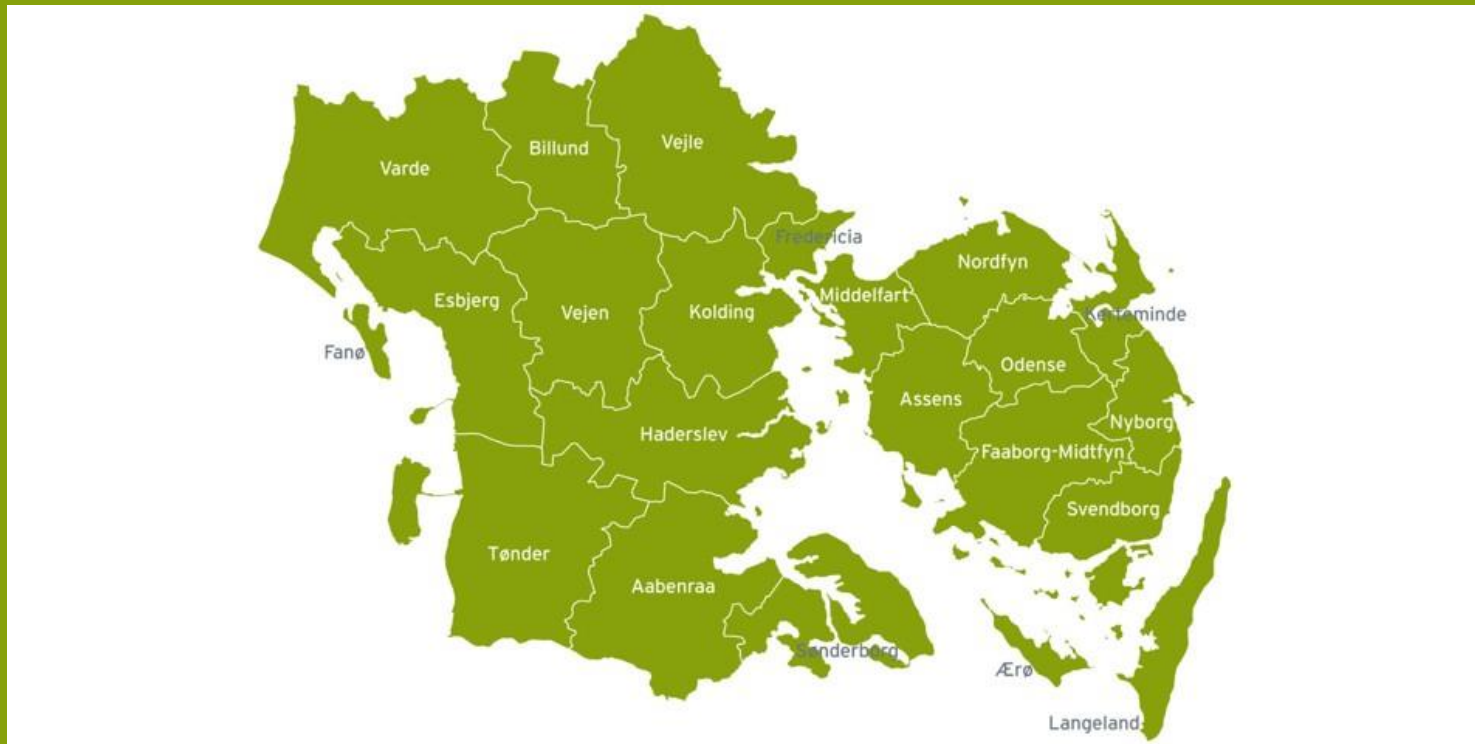 Varde
Billund
Vejle
Fredericia
Nordfyn
Esbjerg
Vejen
Kolding
Middelfart
Kerteminde
Fanø
Odense
Assens
Nyborg
Haderslev
Faaborg-Midtfyn
Svendborg
Tønder
Aabenraa
Sønderborg
Ærø
Langeland